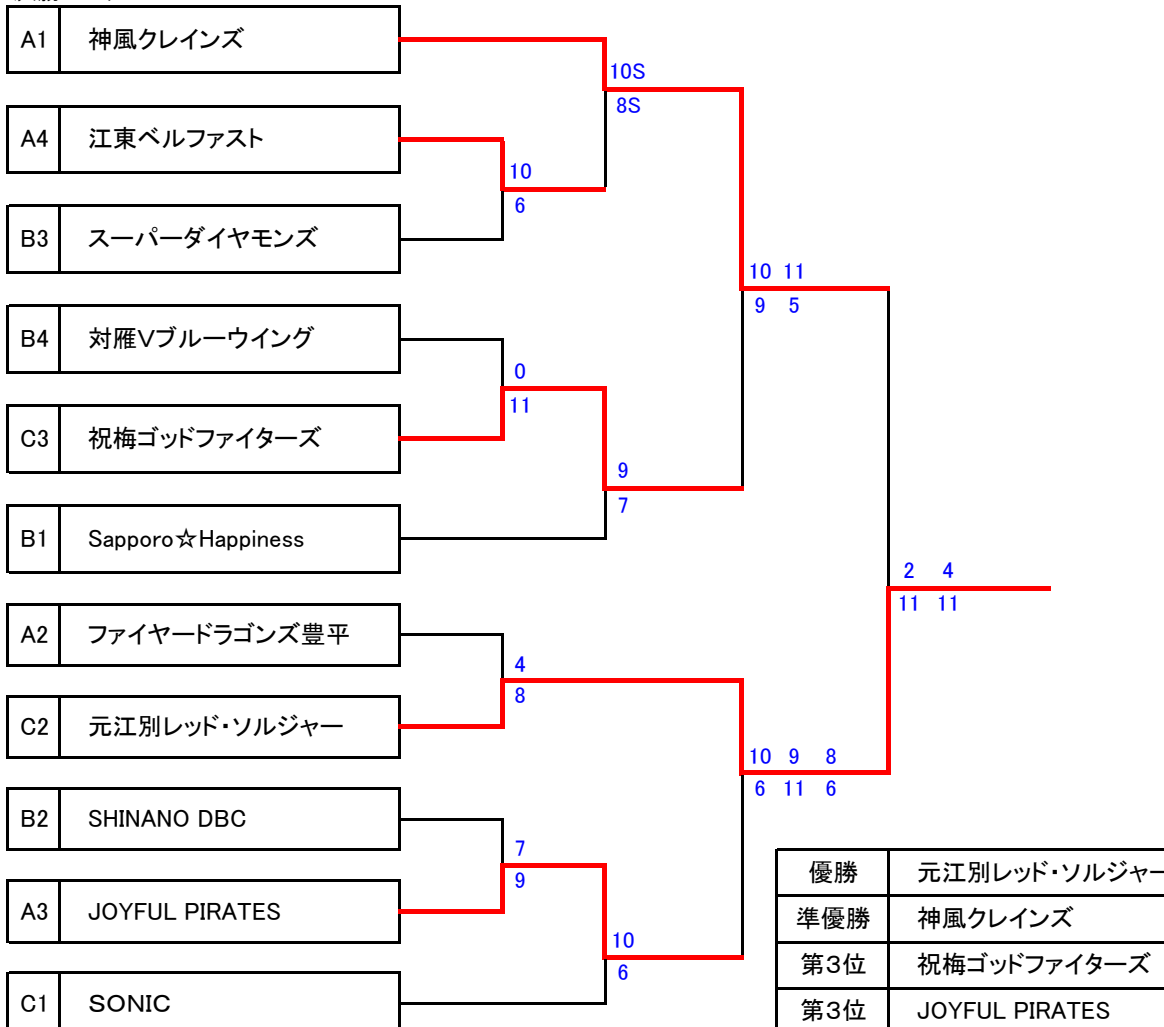 A1 神風クレインズ
10S
8S
A4 江東ベルファスト
10
6
B3 スーパーダイヤモンズ
10 11
9 5
B4 対雁Vブルーウイング
0
11
C3 祝梅ゴッドファイターズ
9
7
B1 Sapporo☆Happiness
2 4
11 11
A2 ファイヤードラゴンズ豊平
4
8
C2 元江別レッド・ソルジャー
10 9 8
6 11 6
B2 SHINANO DBC
7
9
A3 JOYFUL PIRATES
10
6
C1 SONIC
優勝 元江別レッド・ソルジャー
準優勝 神風クレインズ
第3位 祝梅ゴッドファイターズ
第3位 JOYFUL PIRATES